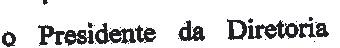 o Presidente da Diretoria